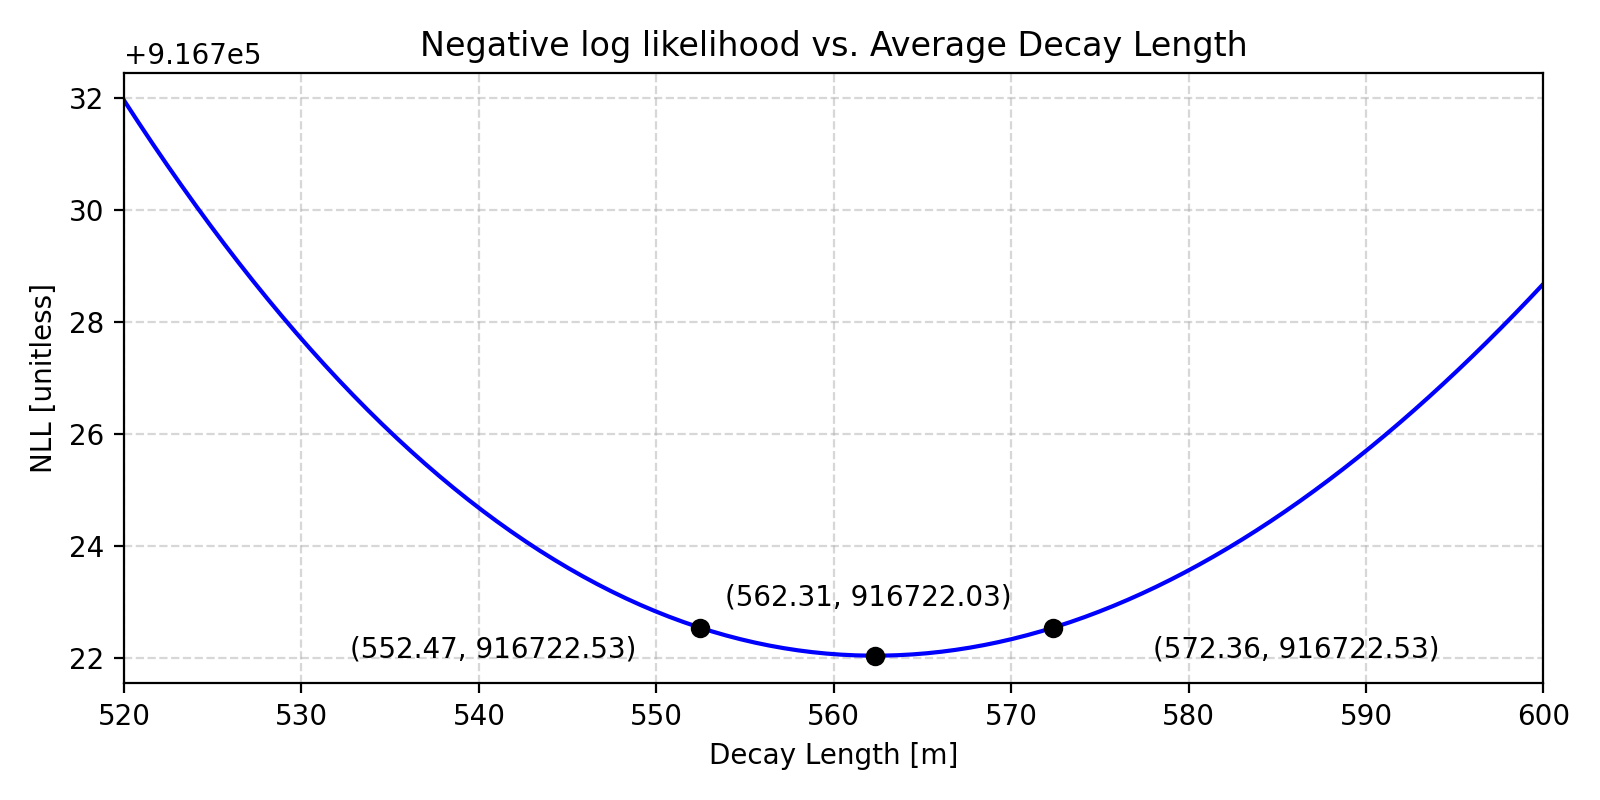 Negative log likelihood vs. Average Decay Length
+9.167e5
32
30
28
26
24
22
NLL [unitless]
(562.31, 916722.03)
(552.47, 916722.53)
(572.36, 916722.53)
520 530 540 550 560 570 580 590 600
Decay Length [m]